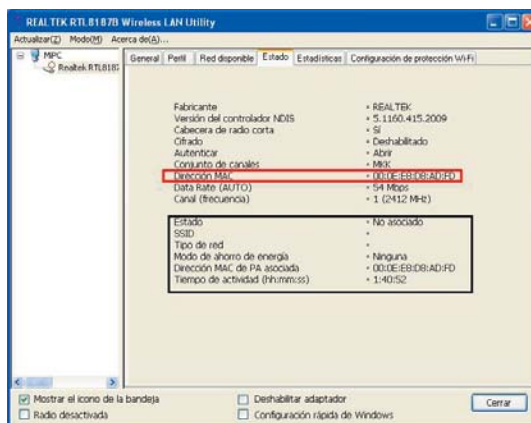 REALTEK RTL8187B Wireless LAN Utility
Actualizar(Z) Modo(M) Acerca de(A)...
MPC
Realtek RTL8187
General Perfil Red disponible Estado Estadísticas Configuración de protección Wi-Fi
Fabricante • REALTEK
Versión del controlador NDIS • 5.1160.415.2009
Cabecera de radio corta • Sí
Cifrado • Deshabilitado
Autenticar • Abrir
Conjunto de canales • MKK
Dirección MAC • 00:0E:E8:D8:AD:FD
Data Rate (AUTO) • 54 Mbps
Canal (frecuencia) • 1 (2412 MHz)
Estado • No asociado
SSID •
Tipo de red •
Modo de ahorro de energía • Ninguna
Dirección MAC de PA asociada • 00:0E:E8:D8:AD:FD
Tiempo de actividad (hh:mm:ss) • 1:40:52
Mostrar el icono de la bandeja
Deshabilitar adaptador
Cerrar
Radio desactivada
Configuración rápida de Windows